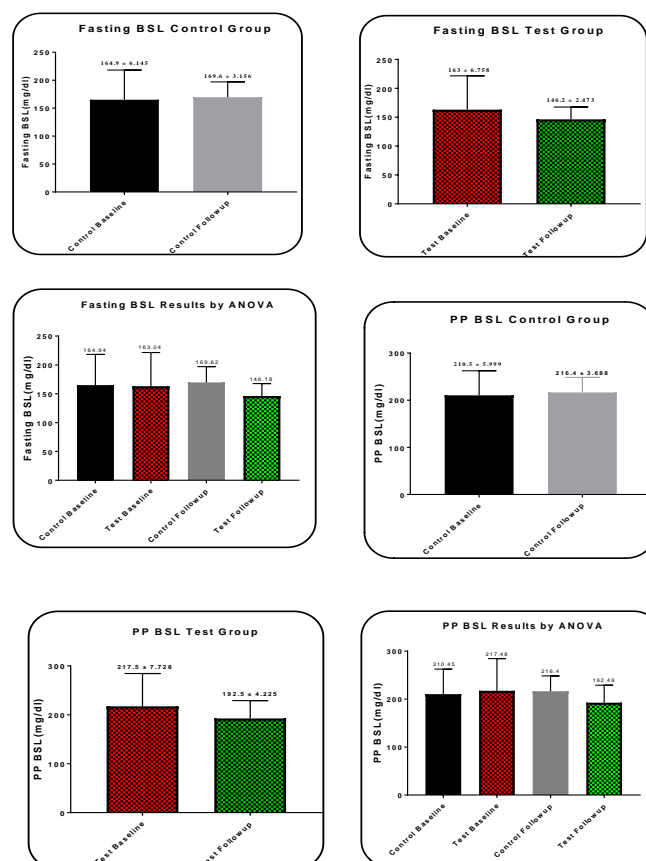 Fasting BSL Control Group
Fasting BSL(mg/dl)
250
200
150
100
50
0
164.9 ± 6.145
169.6 ± 3.156
Control Baseline
Control Followup
Fasting BSL Test Group
Fasting BSL(mg/dl)
250
200
150
100
50
0
163 ± 6.758
146.2 ± 2.473
Test Baseline
Test Followup
Fasting BSL Results by ANOVA
Fasting BSL(mg/dl)
250
200
150
100
50
0
164.94
163.04
169.62
146.18
Control Baseline
Test Baseline
Control Followup
Test Followup
PP BSL Control Group
PP BSL(mg/dl)
300
200
100
0
210.5 ± 5.999
216.4 ± 3.688
Control Baseline
Control Followup
PP BSL Test Group
PP BSL(mg/dl)
300
200
100
0
217.5 ± 7.728
192.5 ± 4.225
Test Baseline
Test Followup
PP BSL Results by ANOVA
PP BSL(mg/dl)
300
200
100
0
210.45
217.48
216.4
192.49
Control Baseline
Test Baseline
Control Followup
Test Followup